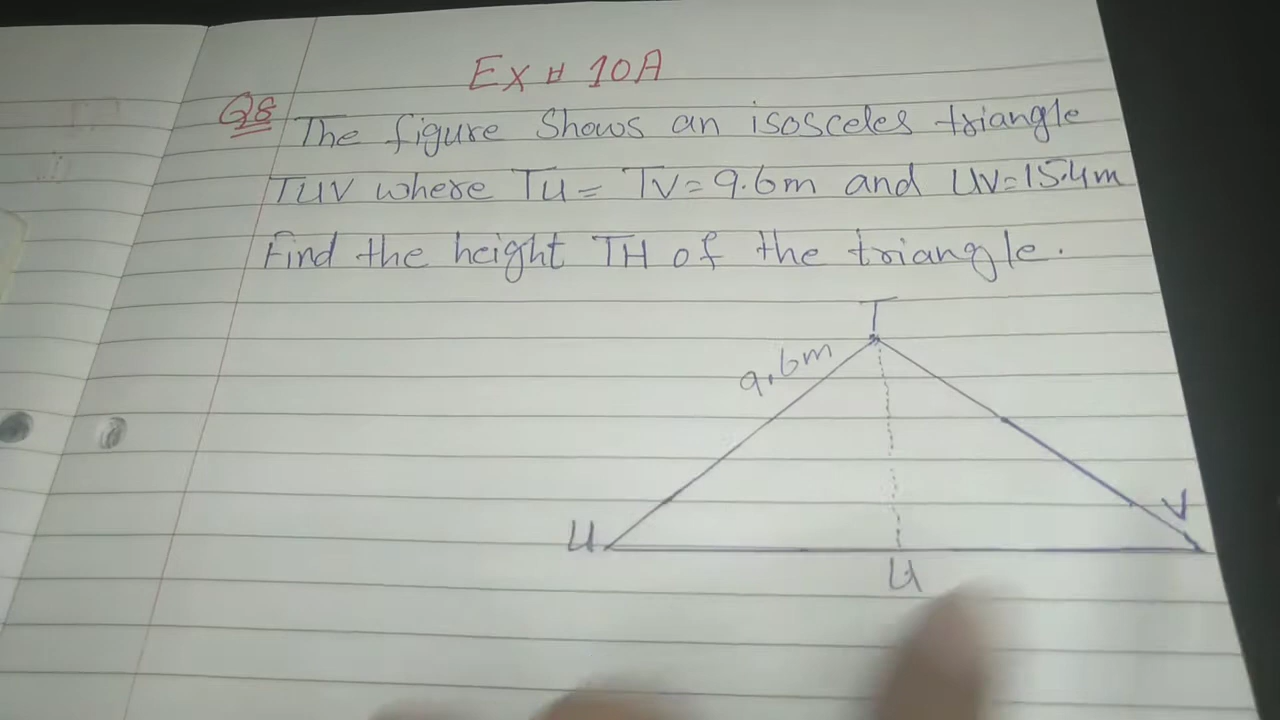 Ex # 10A
Q8 The figure Shows an isosceles triangle
TUV where TU = TV = 9.6m and UV=15.4m
Find the height TH of the triangle.
T
9.6m
V
U
U